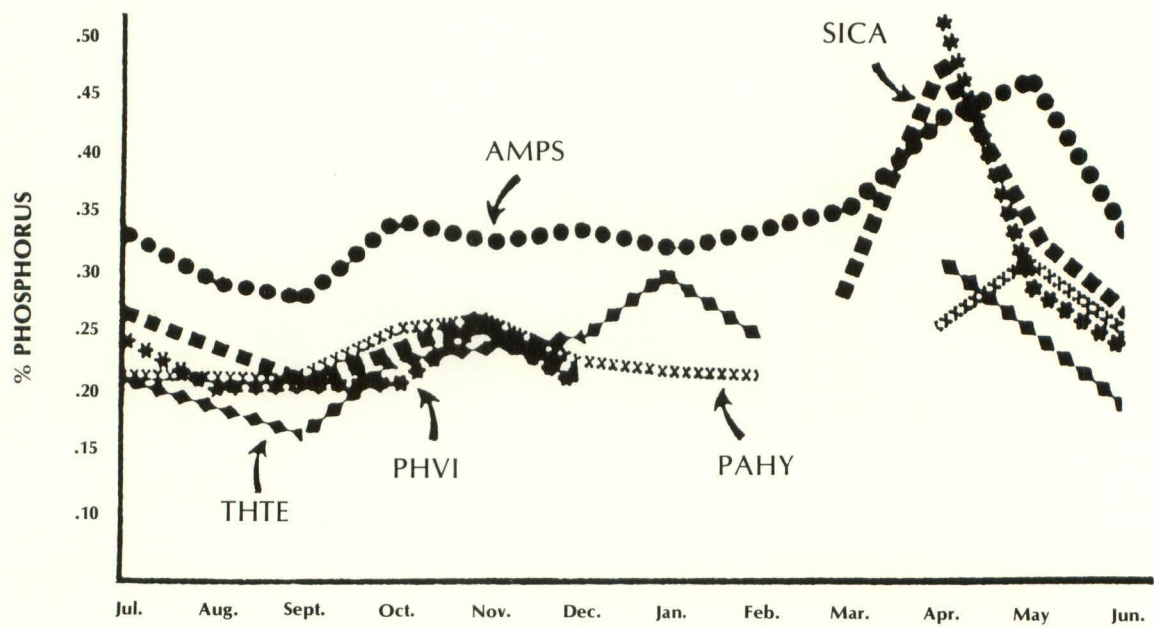 % PHOSPHORUS
.50
.45
.40
.35
.30
.25
.20
.15
.10
SICA
AMPS
PHVI
PAHY
THTE
Jul. Aug. Sept. Oct. Nov. Dec. Jan. Feb. Mar. Apr. May Jun.